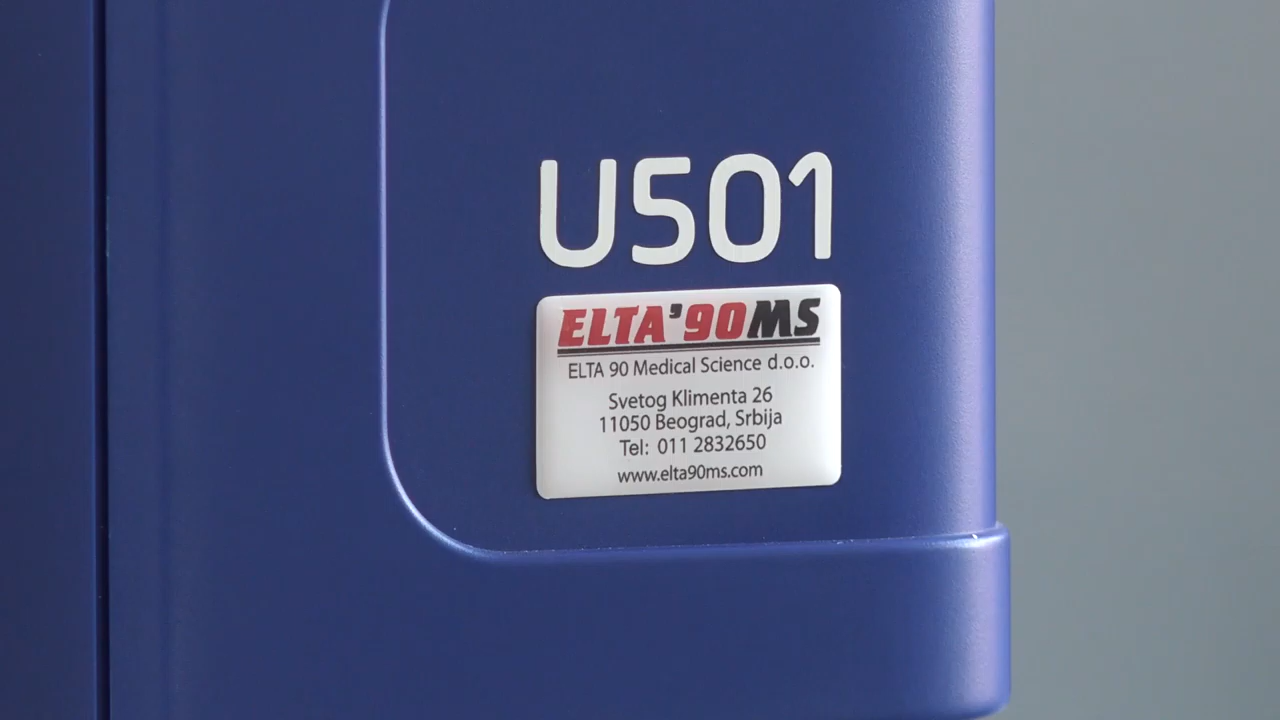 U501
ELTA'90MS
ELTA 90 Medical Science d.o.o.
Svetog Klimenta 26
11050 Beograd, Srbija
Tel: 011 2832650
www.elta90ms.com